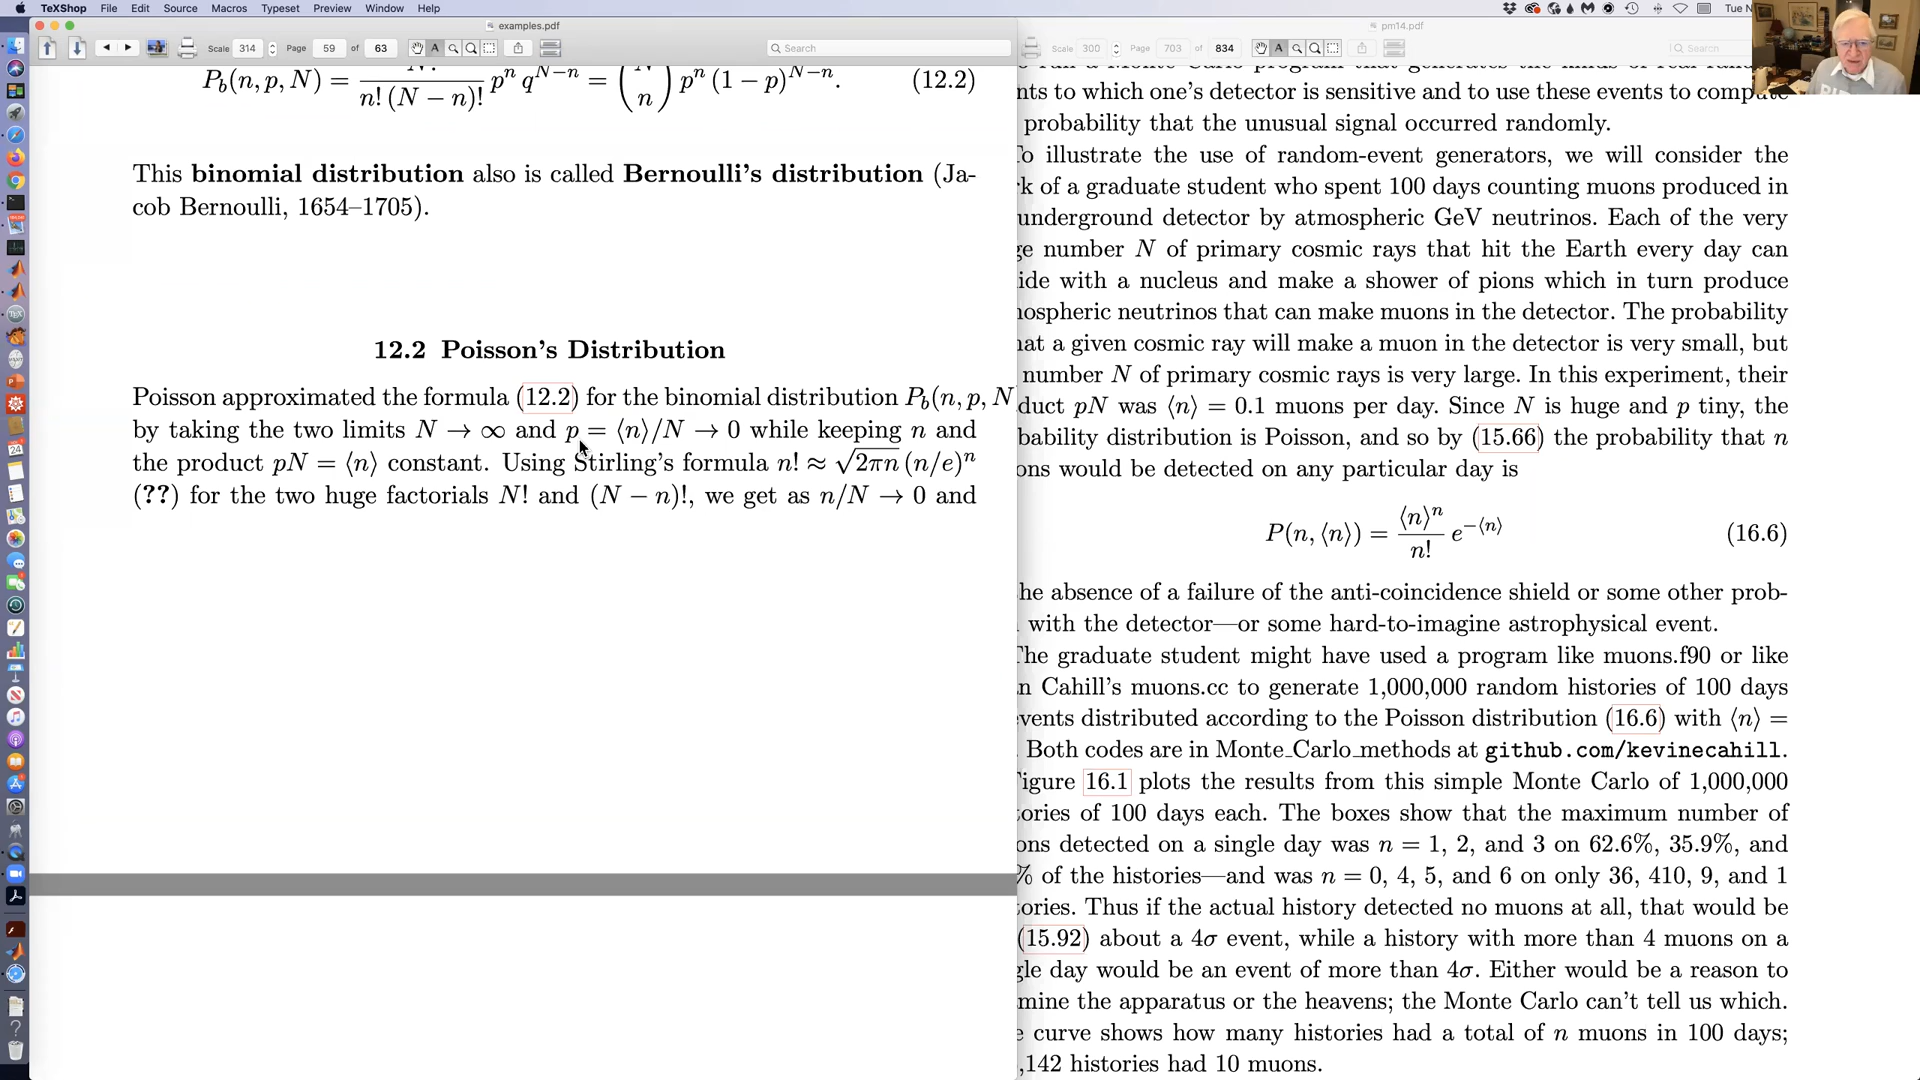 TeXShop File Edit Source Macros Typeset Preview Window Help Tue
examples.pdf
Scale 314 Page 59 of 63 Search
P_b(n, p, N) = N! / n! (N − n)! p^n q^{N−n} = (N n) p^n (1 − p)^{N−n}. (12.2)
This binomial distribution also is called Bernoulli's distribution (Ja-
cob Bernoulli, 1654–1705).
12.2 Poisson's Distribution
Poisson approximated the formula (12.2) for the binomial distribution P_b(n, p, N
by taking the two limits N → ∞ and p = ⟨n⟩/N → 0 while keeping n and
the product pN = ⟨n⟩ constant. Using Stirling's formula n! ≈ √2πn (n/e)^n
(??) for the two huge factorials N! and (N − n)!, we get as n/N → 0 and
pm14.pdf
Scale 300 Page 703 of 834 Search
run a Monte Carlo program that generates the kinds of real
nts to which one's detector is sensitive and to use these events to compute
probability that the unusual signal occurred randomly.
To illustrate the use of random-event generators, we will consider the
rk of a graduate student who spent 100 days counting muons produced in
underground detector by atmospheric GeV neutrinos. Each of the very
ge number N of primary cosmic rays that hit the Earth every day can
ide with a nucleus and make a shower of pions which in turn produce
nospheric neutrinos that can make muons in the detector. The probability
hat a given cosmic ray will make a muon in the detector is very small, but
number N of primary cosmic rays is very large. In this experiment, their
duct pN was ⟨n⟩ = 0.1 muons per day. Since N is huge and p tiny, the
bability distribution is Poisson, and so by (15.66) the probability that n
ons would be detected on any particular day is
P(n, ⟨n⟩) = ⟨n⟩^n / n! e^{−⟨n⟩} (16.6)
he absence of a failure of the anti-coincidence shield or some other prob-
with the detector—or some hard-to-imagine astrophysical event.
The graduate student might have used a program like muons.f90 or like
n Cahill's muons.cc to generate 1,000,000 random histories of 100 days
events distributed according to the Poisson distribution (16.6) with ⟨n⟩ =
. Both codes are in Monte_Carlo_methods at github.com/kevinecahill.
Figure 16.1 plots the results from this simple Monte Carlo of 1,000,000
tories of 100 days each. The boxes show that the maximum number of
ons detected on a single day was n = 1, 2, and 3 on 62.6%, 35.9%, and
% of the histories—and was n = 0, 4, 5, and 6 on only 36, 410, 9, and 1
tories. Thus if the actual history detected no muons at all, that would be
(15.92) about a 4σ event, while a history with more than 4 muons on a
gle day would be an event of more than 4σ. Either would be a reason to
mine the apparatus or the heavens; the Monte Carlo can't tell us which.
e curve shows how many histories had a total of n muons in 100 days;
,142 histories had 10 muons.